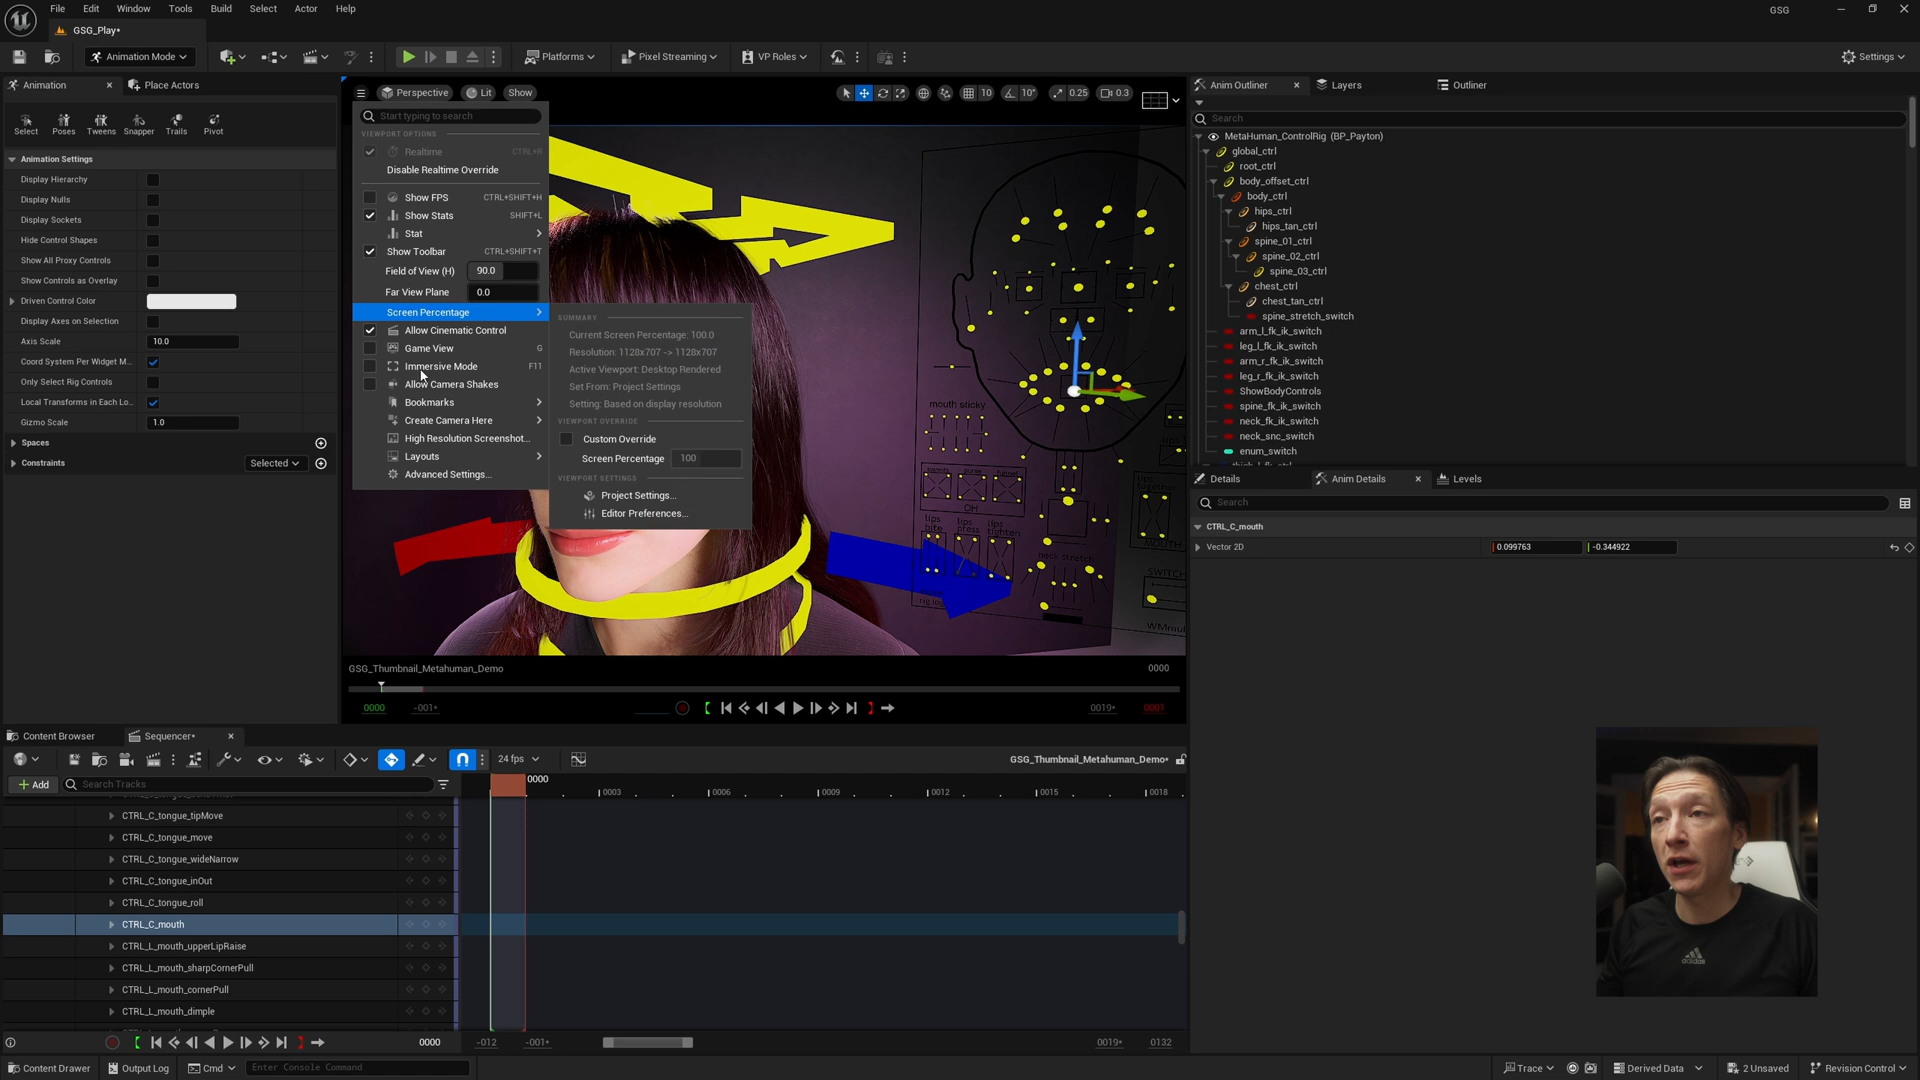 File Edit Window Tools Build Select Actor Help
GSG
GSG_Play*
Animation Mode
Platforms
Pixel Streaming
VP Roles
Settings
Animation
Place Actors
Select Poses Tweens Snapper Trails Pivot
Animation Settings
Display Hierarchy
Display Nulls
Display Sockets
Hide Control Shapes
Show All Proxy Controls
Show Controls as Overlay
Driven Control Color
Display Axes on Selection
Axis Scale 10.0
Coord System Per Widget M...
Only Select Rig Controls
Local Transforms in Each Lo...
Gizmo Scale 1.0
Spaces
Constraints Selected
Perspective Lit Show
10 10° 0.25 0.3
Start typing to search
VIEWPORT OPTIONS
Realtime CTRL+R
Disable Realtime Override
Show FPS CTRL+SHIFT+H
Show Stats SHIFT+L
Stat
Show Toolbar CTRL+SHIFT+T
Field of View (H) 90.0
Far View Plane 0.0
Screen Percentage
Allow Cinematic Control
Game View G
Immersive Mode F11
Allow Camera Shakes
Bookmarks
Create Camera Here
High Resolution Screenshot...
Layouts
Advanced Settings...
SUMMARY
Current Screen Percentage: 100.0
Resolution: 1128x707 -> 1128x707
Active Viewport: Desktop Rendered
Set From: Project Settings
Setting: Based on display resolution
VIEWPORT OVERRIDE
Custom Override
Screen Percentage 100
VIEWPORT SETTINGS
Project Settings...
Editor Preferences...
mouth sticky
OH
lips bite
lips press
lips tighten
neck stretch
SWITCH
GSG_Thumbnail_Metahuman_Demo
0000
0000 -001*
0019* 0001
Anim Outliner
Layers
Outliner
Search
MetaHuman_ControlRig (BP_Payton)
global_ctrl
root_ctrl
body_offset_ctrl
body_ctrl
hips_ctrl
hips_tan_ctrl
spine_01_ctrl
spine_02_ctrl
spine_03_ctrl
chest_ctrl
chest_tan_ctrl
spine_stretch_switch
arm_l_fk_ik_switch
leg_l_fk_ik_switch
arm_r_fk_ik_switch
leg_r_fk_ik_switch
ShowBodyControls
spine_fk_ik_switch
neck_fk_ik_switch
neck_snc_switch
enum_switch
Details
Anim Details
Levels
Search
CTRL_C_mouth
Vector 2D 0.099763 -0.344922
Content Browser
Sequencer*
24 fps
GSG_Thumbnail_Metahuman_Demo*
Add
Search Tracks
0000
0003 0006 0009 0012 0015 0018
CTRL_C_tongue_tipMove
CTRL_C_tongue_move
CTRL_C_tongue_wideNarrow
CTRL_C_tongue_inOut
CTRL_C_tongue_roll
CTRL_C_mouth
CTRL_L_mouth_upperLipRaise
CTRL_L_mouth_sharpCornerPull
CTRL_L_mouth_cornerPull
CTRL_L_mouth_dimple
0000
-012 -001*
0019* 0132
adidas
Content Drawer
Output Log
Cmd
Enter Console Command
Trace
Derived Data
2 Unsaved
Revision Control